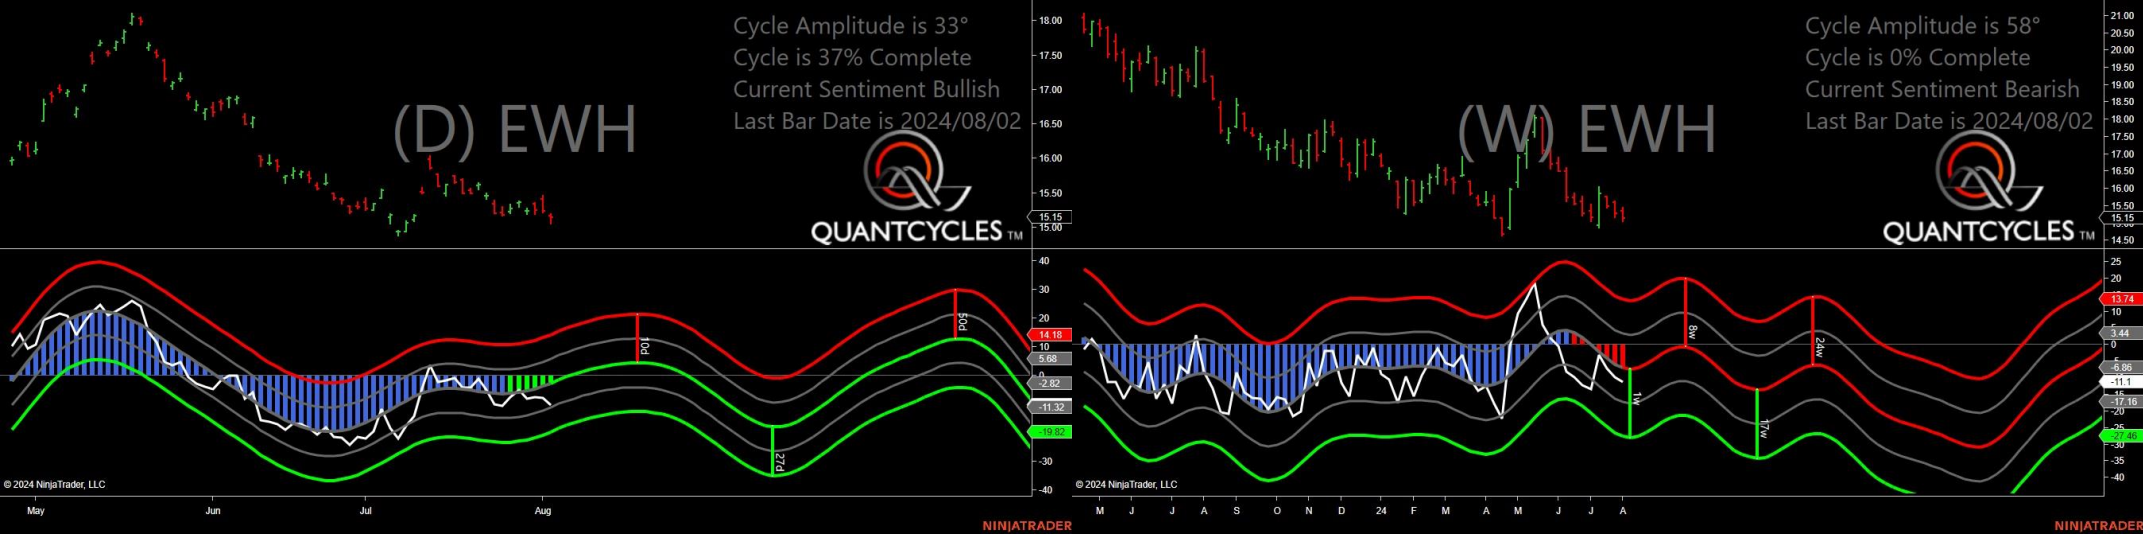 Cycle Amplitude is 33°
Cycle is 37% Complete
Current Sentiment Bullish
Last Bar Date is 2024/08/02
(D) EWH
QUANTCYCLES TM
18.00
17.50
17.00
16.50
16.00
15.50
15.15
15.00
40
30
20
14.18
10
5.68
0
-2.82
-11.32
-19.82
-30
-40
10d
27d
50d
© 2024 NinjaTrader, LLC
May
Jun
Jul
Aug
NINJATRADER
Cycle Amplitude is 58°
Cycle is 0% Complete
Current Sentiment Bearish
Last Bar Date is 2024/08/02
(W) EWH
QUANTCYCLES TM
21.00
20.50
20.00
19.50
19.00
18.50
18.00
17.50
17.00
16.50
16.00
15.50
15.15
14.50
25
20
13.74
10
3.44
0
-6.86
-11.1
-17.16
-20
-27.46
-30
-35
-40
1w
8w
17w
24w
© 2024 NinjaTrader, LLC
M J J A S O N D 24 F M A M J J A
NINJATRADER